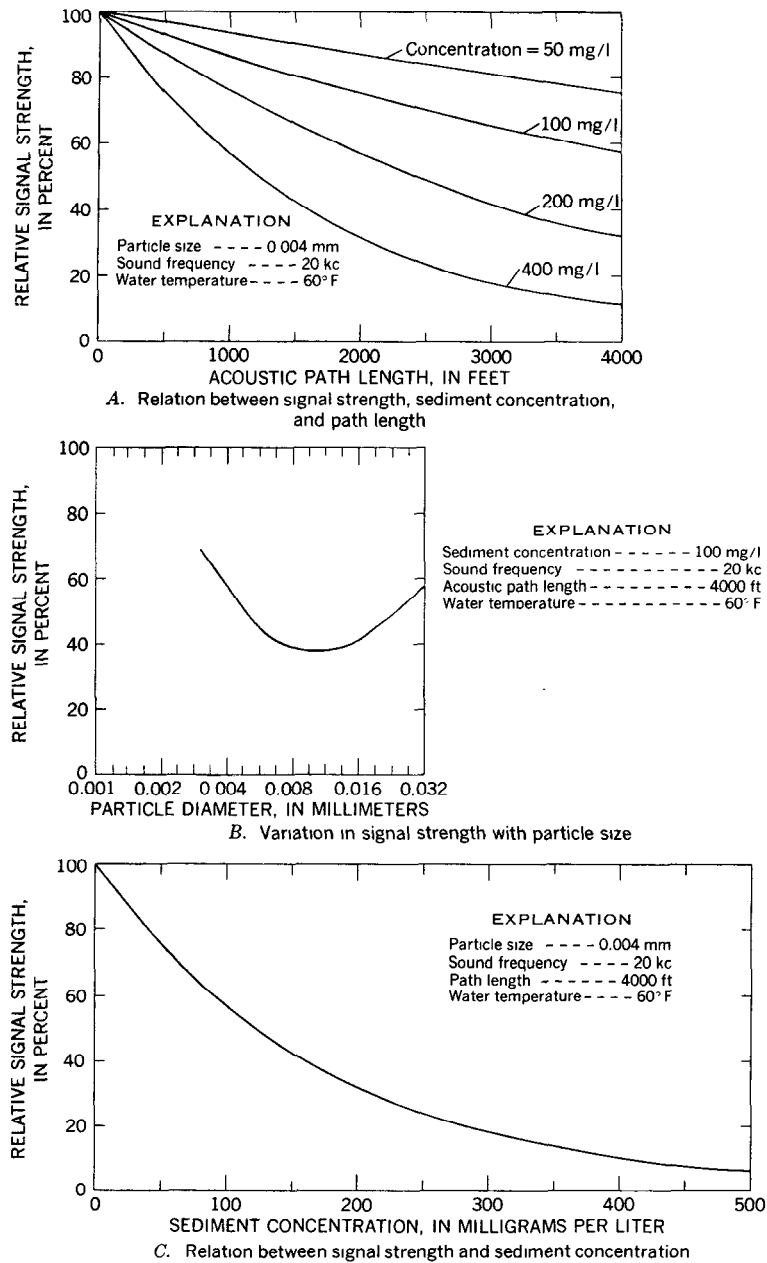 RELATIVE SIGNAL STRENGTH,
IN PERCENT
100
80
60
40
20
0
Concentration = 50 mg/l
100 mg/l
200 mg/l
400 mg/l
EXPLANATION
Particle size ---- 0 004 mm
Sound frequency ---- 20 kc
Water temperature ---- 60° F
0 1000 2000 3000 4000
ACOUSTIC PATH LENGTH, IN FEET
A. Relation between signal strength, sediment concentration,
and path length
RELATIVE SIGNAL STRENGTH,
IN PERCENT
100
80
60
40
20
0
0.001 0.002 0 004 0.008 0.016 0.032
PARTICLE DIAMETER, IN MILLIMETERS
EXPLANATION
Sediment concentration ------ 100 mg/l
Sound frequency --------- 20 kc
Acoustic path length --------- 4000 ft
Water temperature ---------- 60° F
B. Variation in signal strength with particle size
RELATIVE SIGNAL STRENGTH,
IN PERCENT
100
80
60
40
20
0
EXPLANATION
Particle size ---- 0.004 mm
Sound frequency ---- 20 kc
Path length ------ 4000 ft
Water temperature ---- 60° F
0 100 200 300 400 500
SEDIMENT CONCENTRATION, IN MILLIGRAMS PER LITER
C. Relation between signal strength and sediment concentration